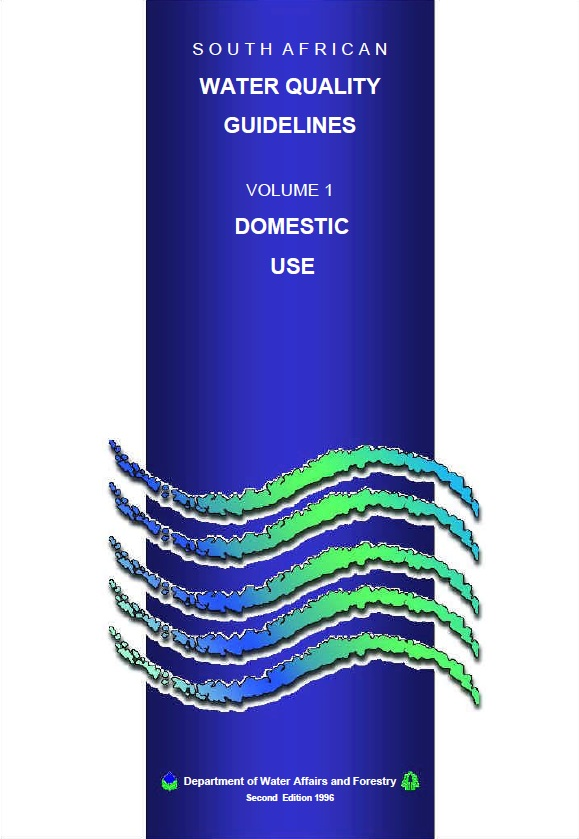 SOUTH AFRICAN
WATER QUALITY
GUIDELINES
VOLUME 1
DOMESTIC
USE
Department of Water Affairs and Forestry
Second Edition 1996